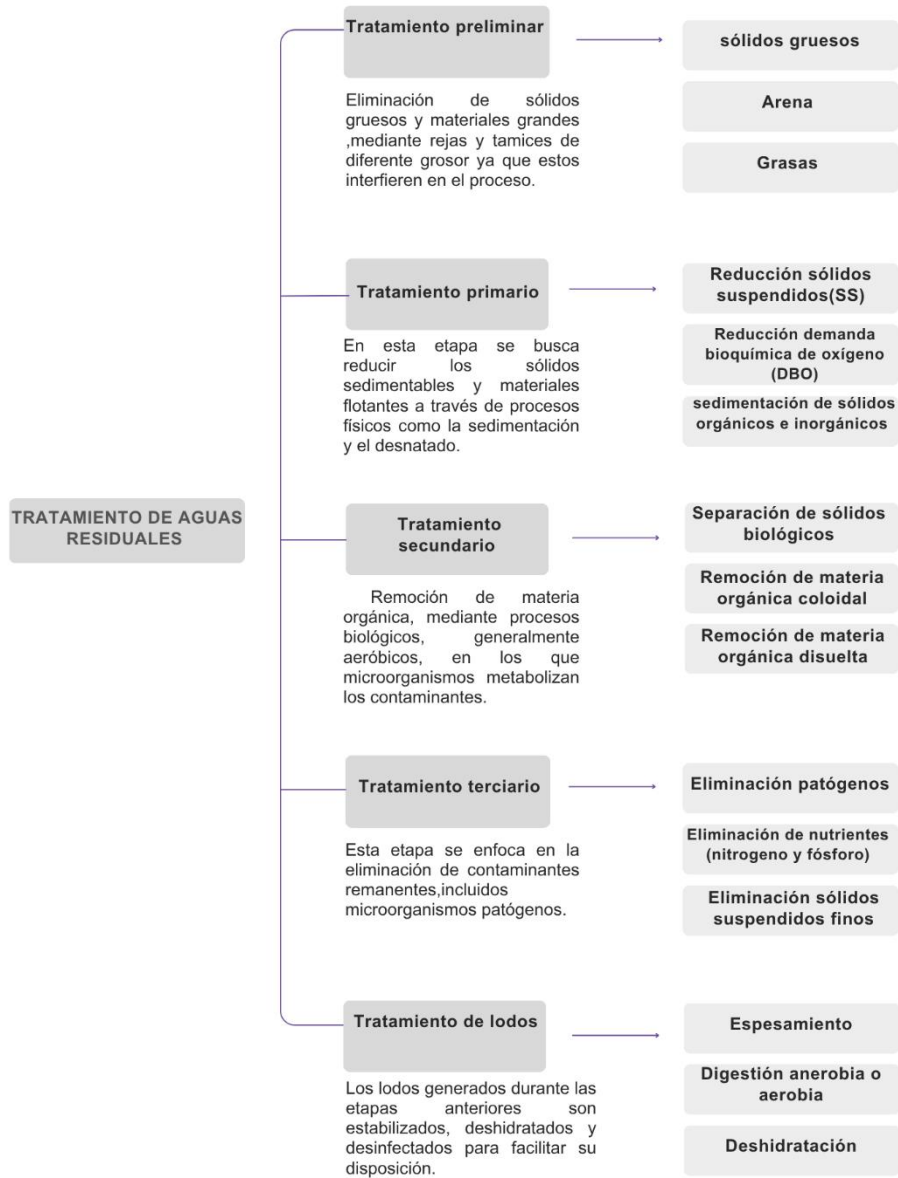 Tratamiento preliminar
sólidos gruesos
Arena
Grasas
Eliminación de sólidos
gruesos y materiales grandes
,mediante rejas y tamices de
diferente grosor ya que estos
interfieren en el proceso.
Tratamiento primario
Reducción sólidos
suspendidos(SS)
Reducción demanda
bioquímica de oxígeno
(DBO)
sedimentación de sólidos
orgánicos e inorgánicos
En esta etapa se busca
reducir los sólidos
sedimentables y materiales
flotantes a través de procesos
físicos como la sedimentación
y el desnatado.
TRATAMIENTO DE AGUAS
RESIDUALES
Tratamiento
secundario
Separación de sólidos
biológicos
Remoción de materia
orgánica coloidal
Remoción de materia
orgánica disuelta
Remoción de materia
orgánica, mediante procesos
biológicos, generalmente
aeróbicos, en los que
microorganismos metabolizan
los contaminantes.
Tratamiento terciario
Eliminación patógenos
Eliminación de nutrientes
(nitrogeno y fósforo)
Eliminación sólidos
suspendidos finos
Esta etapa se enfoca en la
eliminación de contaminantes
remanentes,incluidos
microorganismos patógenos.
Tratamiento de lodos
Espesamiento
Digestión anerobia o
aerobia
Deshidratación
Los lodos generados durante las
etapas anteriores son
estabilizados, deshidratados y
desinfectados para facilitar su
disposición.